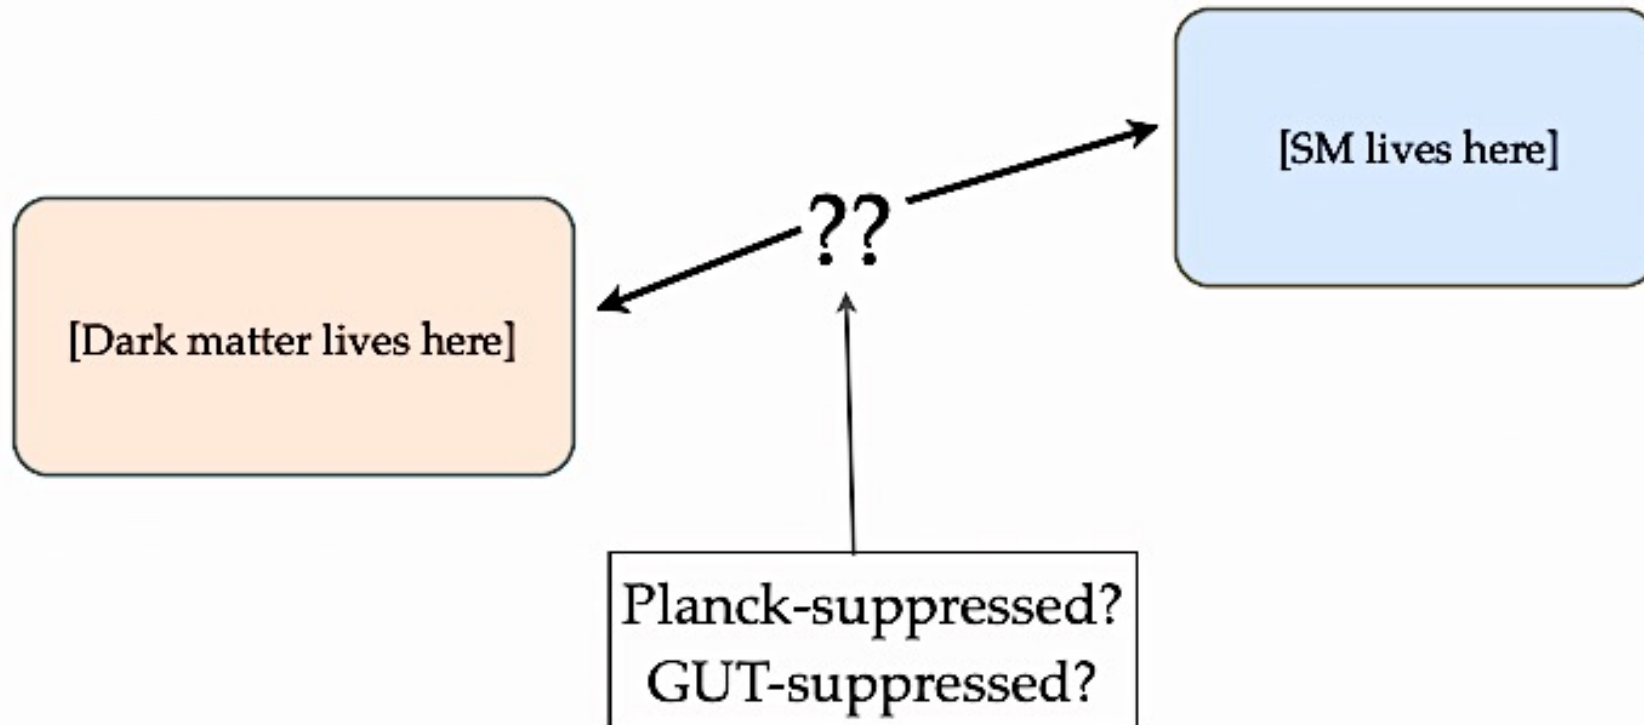 [SM lives here]
??
[Dark matter lives here]
Planck-suppressed?
GUT-suppressed?